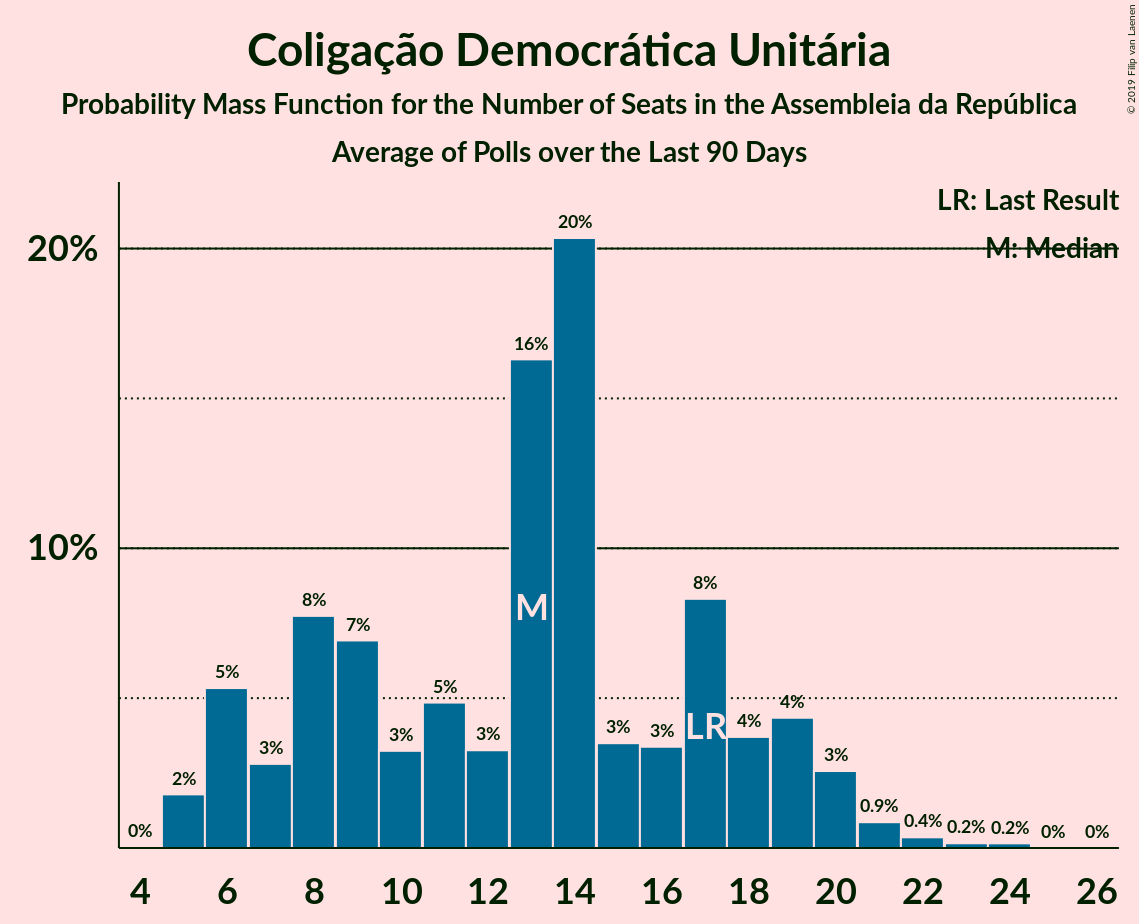 Coligação Democrática Unitária
Probability Mass Function for the Number of Seats in the Assembleia da República
Average of Polls over the Last 90 Days
© 2019 Filip van Laenen
LR: Last Result
M: Median
20%
10%
0%
2%
5%
3%
8%
7%
3%
5%
3%
16%
20%
3%
3%
8%
4%
4%
3%
0.9%
0.4%
0.2%
0.2%
0%
0%
M
LR
4 6 8 10 12 14 16 18 20 22 24 26